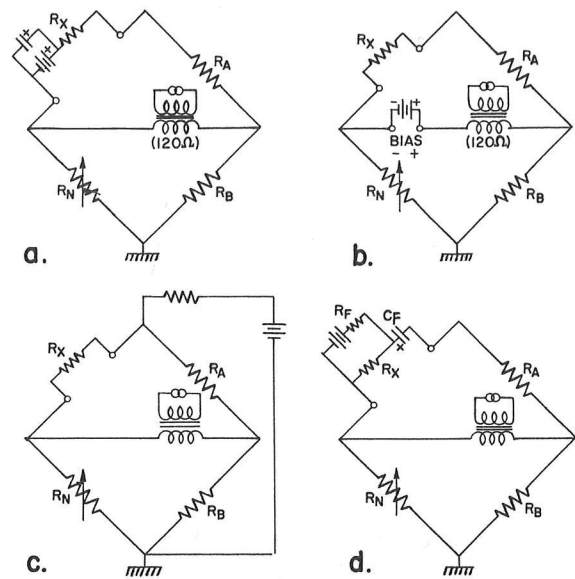 +
+
RX
RA
(120Ω)
RN
RB
a.
RX
RA
- +
BIAS
- +
(120Ω)
RN
RB
b.
RX
RA
RN
RB
c.
RF
CF
+
RX
RA
RN
RB
d.